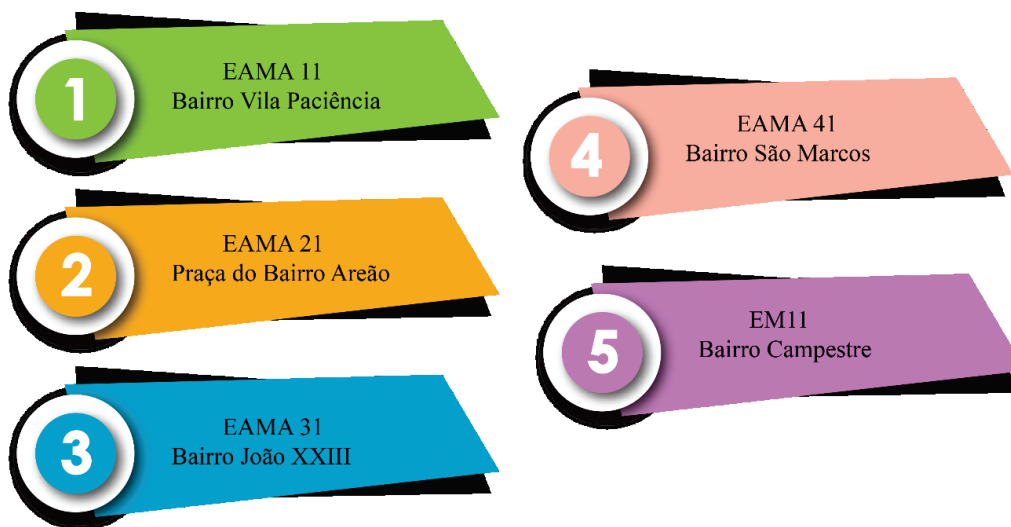 1
EAMA 11
Bairro Vila Paciência
2
EAMA 21
Praça do Bairro Areão
3
EAMA 31
Bairro João XXIII
4
EAMA 41
Bairro São Marcos
5
EM11
Bairro Campestre